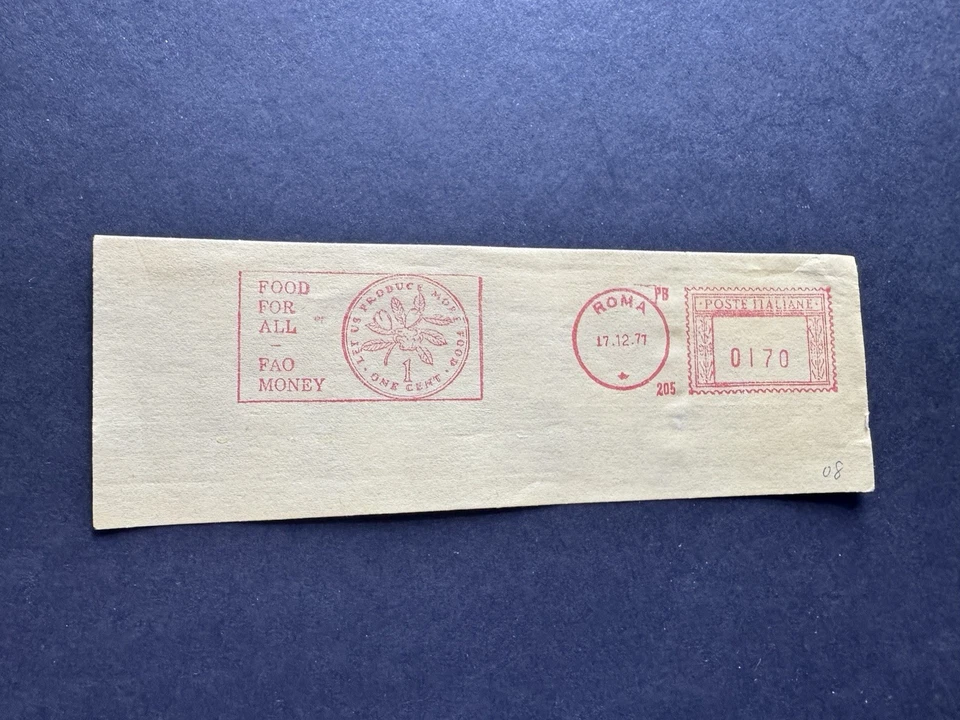 FOOD
FOR
ALL
—
FAO
MONEY
· LET US PRODUCE MORE FOOD ·
1
ONE CENT
ROMA
17.12.77
PB
205
· POSTE ITALIANE ·
0170
08